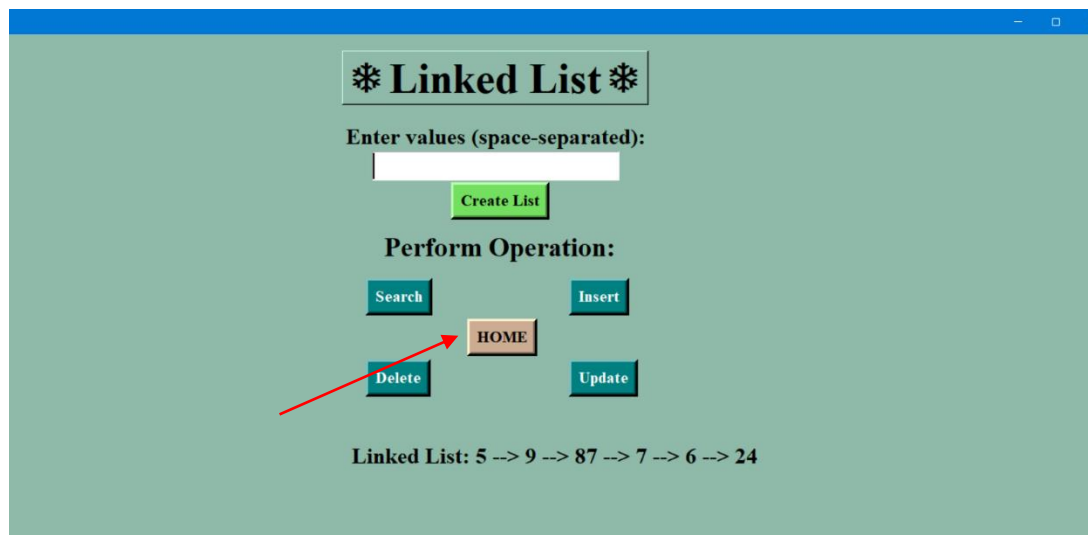 ❄ Linked List ❄
Enter values (space-separated):
Create List
Perform Operation:
Search Insert
HOME
Delete Update
Linked List: 5 --> 9 --> 87 --> 7 --> 6 --> 24